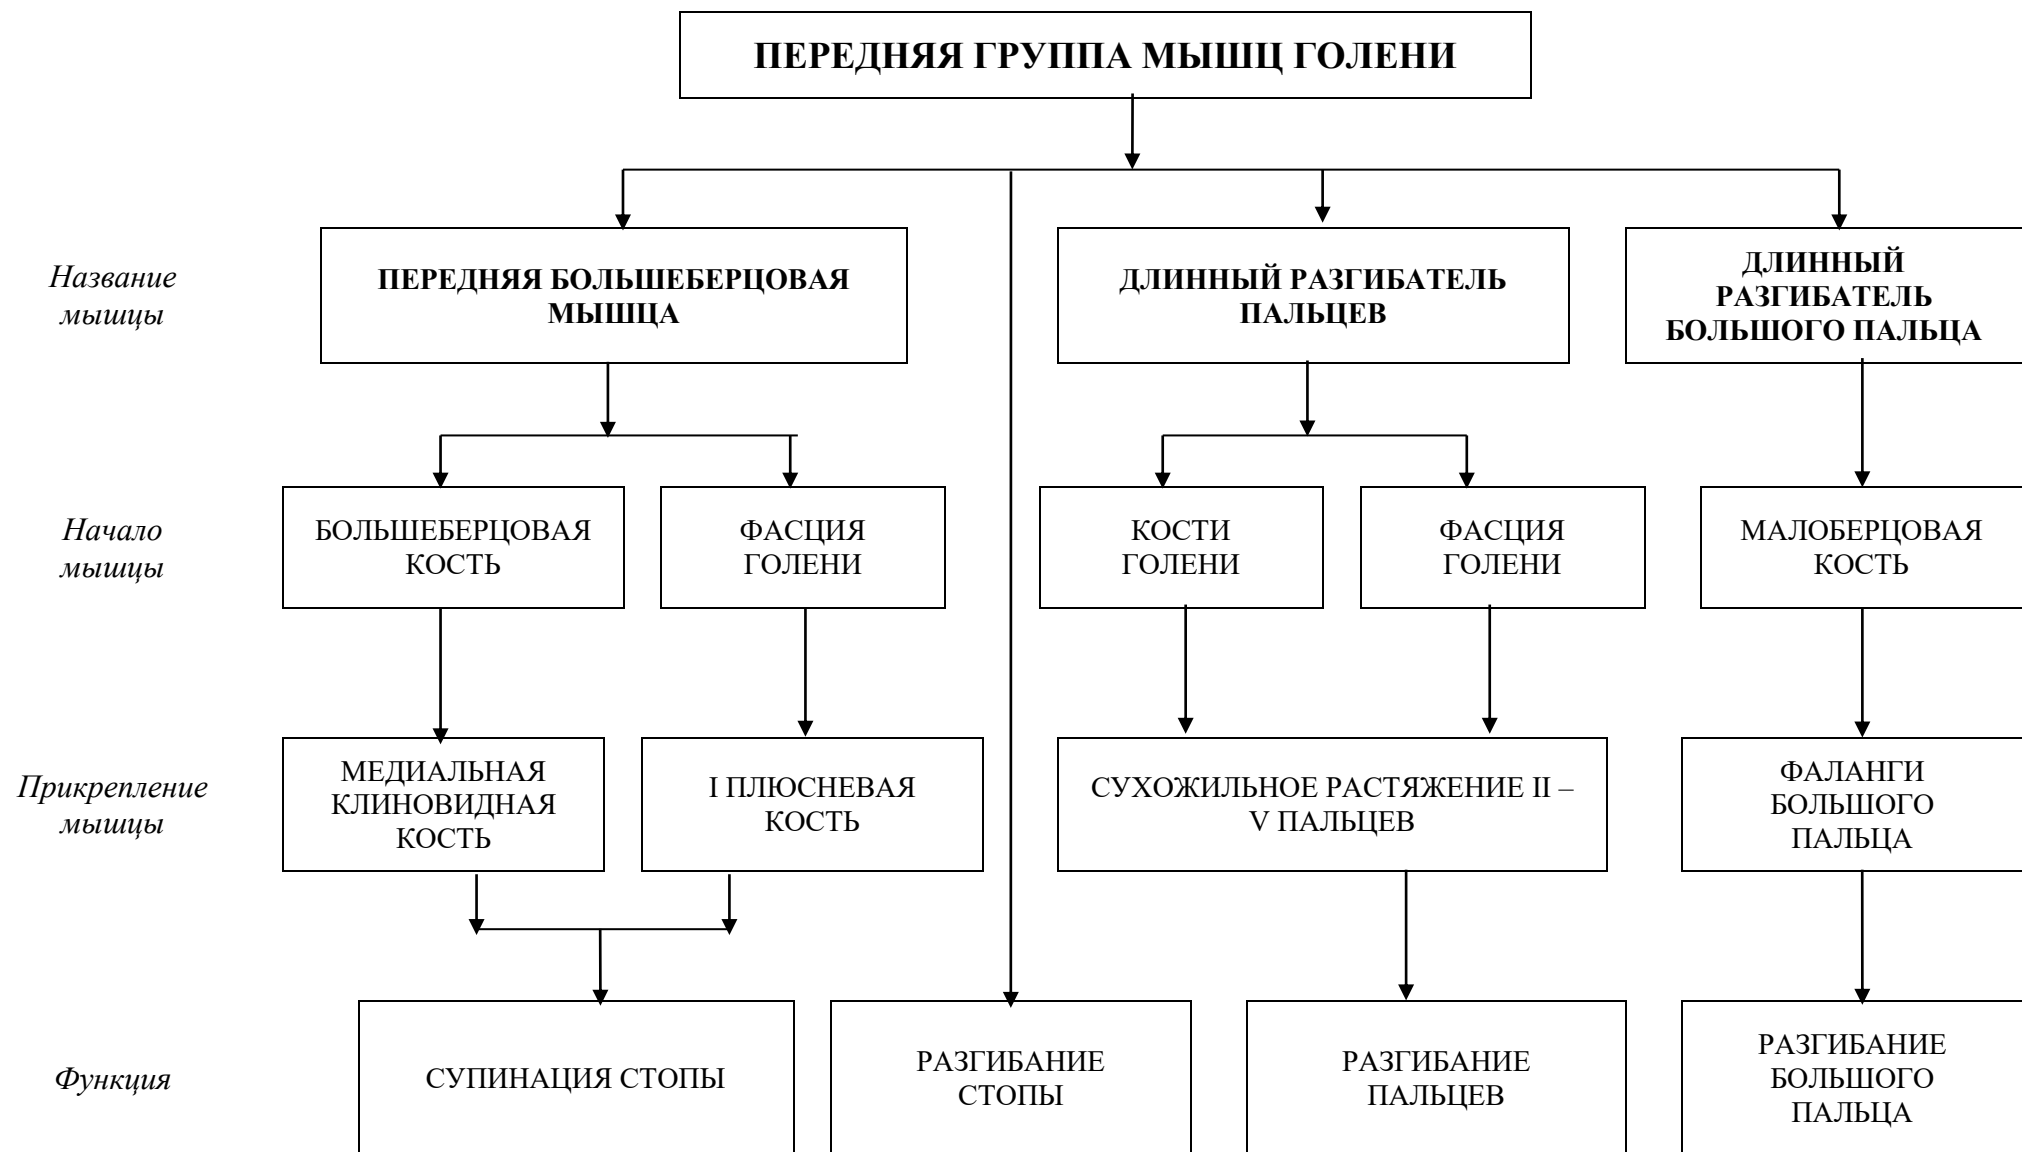 ПЕРЕДНЯЯ ГРУППА МЫШЦ ГОЛЕНИ
Название
мышцы
ПЕРЕДНЯЯ БОЛЬШЕБЕРЦОВАЯ
МЫШЦА
ДЛИННЫЙ РАЗГИБАТЕЛЬ
ПАЛЬЦЕВ
ДЛИННЫЙ
РАЗГИБАТЕЛЬ
БОЛЬШОГО ПАЛЬЦА
Начало
мышцы
БОЛЬШЕБЕРЦОВАЯ
КОСТЬ
ФАСЦИЯ
ГОЛЕНИ
КОСТИ
ГОЛЕНИ
ФАСЦИЯ
ГОЛЕНИ
МАЛОБЕРЦОВАЯ
КОСТЬ
Прикрепление
мышцы
МЕДИАЛЬНАЯ
КЛИНОВИДНАЯ
КОСТЬ
I ПЛЮСНЕВАЯ
КОСТЬ
СУХОЖИЛЬНОЕ РАСТЯЖЕНИЕ II –
V ПАЛЬЦЕВ
ФАЛАНГИ
БОЛЬШОГО
ПАЛЬЦА
Функция
СУПИНАЦИЯ СТОПЫ
РАЗГИБАНИЕ
СТОПЫ
РАЗГИБАНИЕ
ПАЛЬЦЕВ
РАЗГИБАНИЕ
БОЛЬШОГО
ПАЛЬЦА